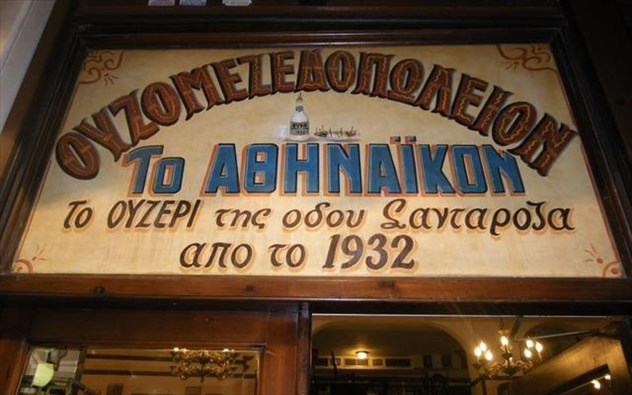 ΟΥΖΟΜΕΖΕΔΟΠΩΛΕΙΟΝ
Το ΑΘΗΝΑΪΚΟΝ
Το ΟΥΖΕΡΙ της οδου Σανταροζα
απο το 1932